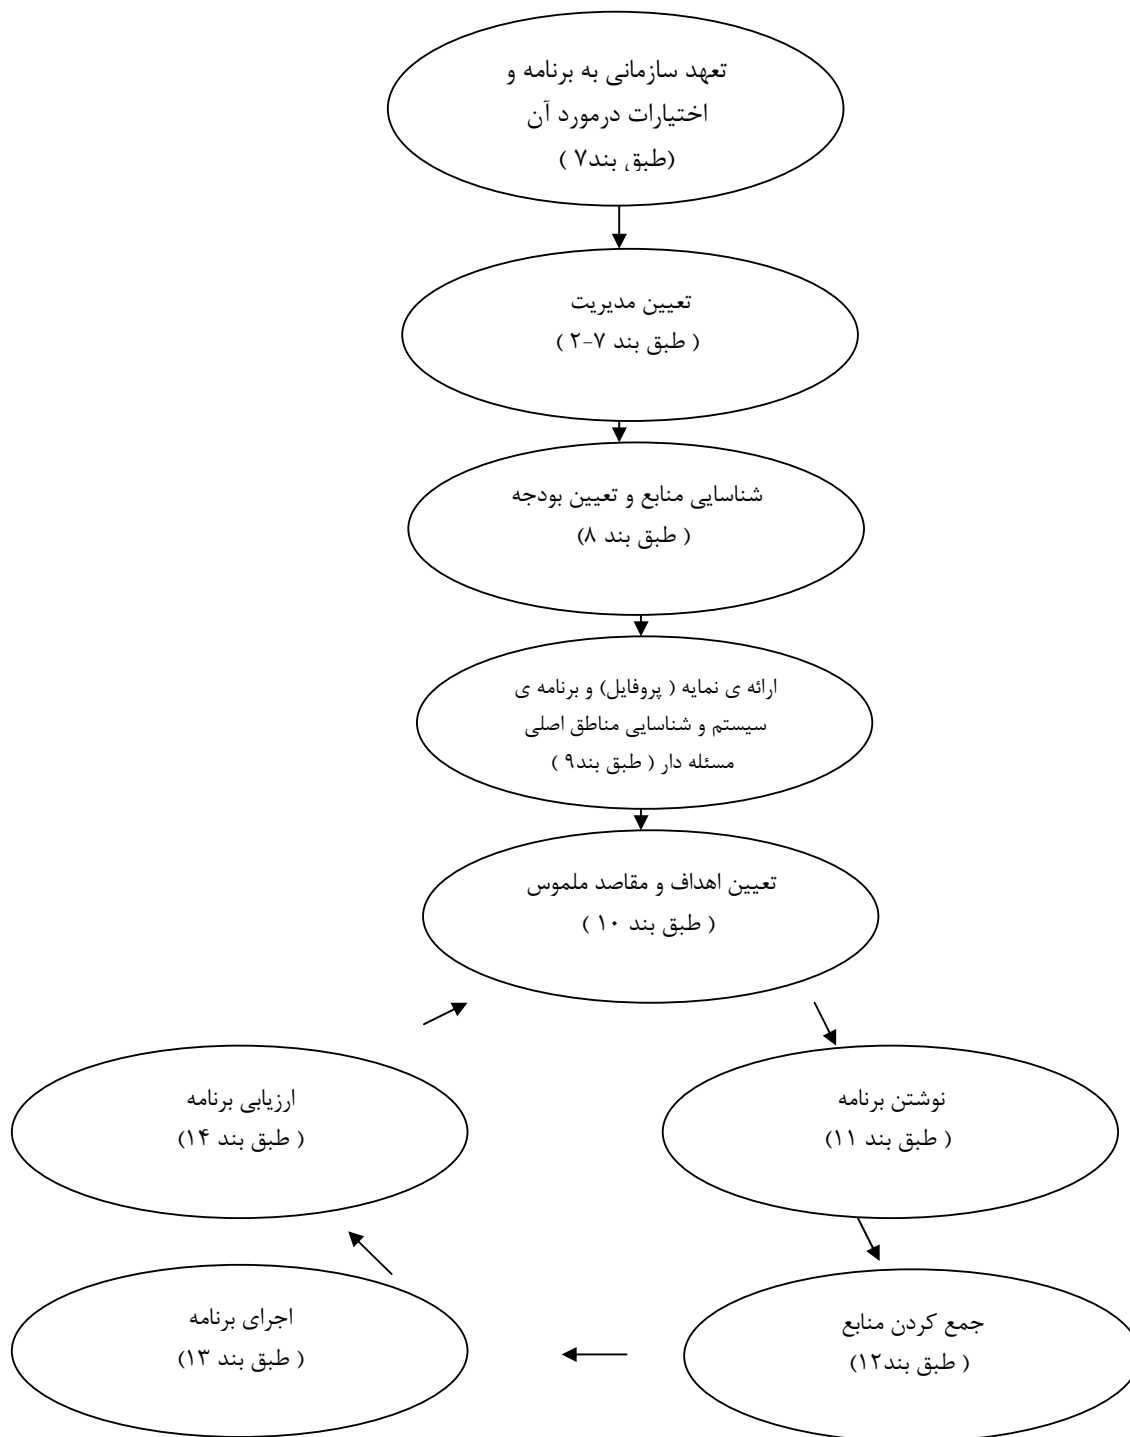 تعهد سازمانی به برنامه و
اختیارات درمورد آن
(طبق بند۷ )
تعیین مدیریت
( طبق بند ۷-۲ )
شناسایی منابع و تعیین بودجه
( طبق بند ۸)
ارائه ی نمایه ( پروفایل) و برنامه ی
سیستم و شناسایی مناطق اصلی
مسئله دار ( طبق بند۹ )
تعیین اهداف و مقاصد ملموس
( طبق بند ۱۰ )
نوشتن برنامه
( طبق بند ۱۱)
جمع کردن منابع
( طبق بند۱۲)
اجرای برنامه
( طبق بند ۱۳)
ارزیابی برنامه
( طبق بند ۱۴)